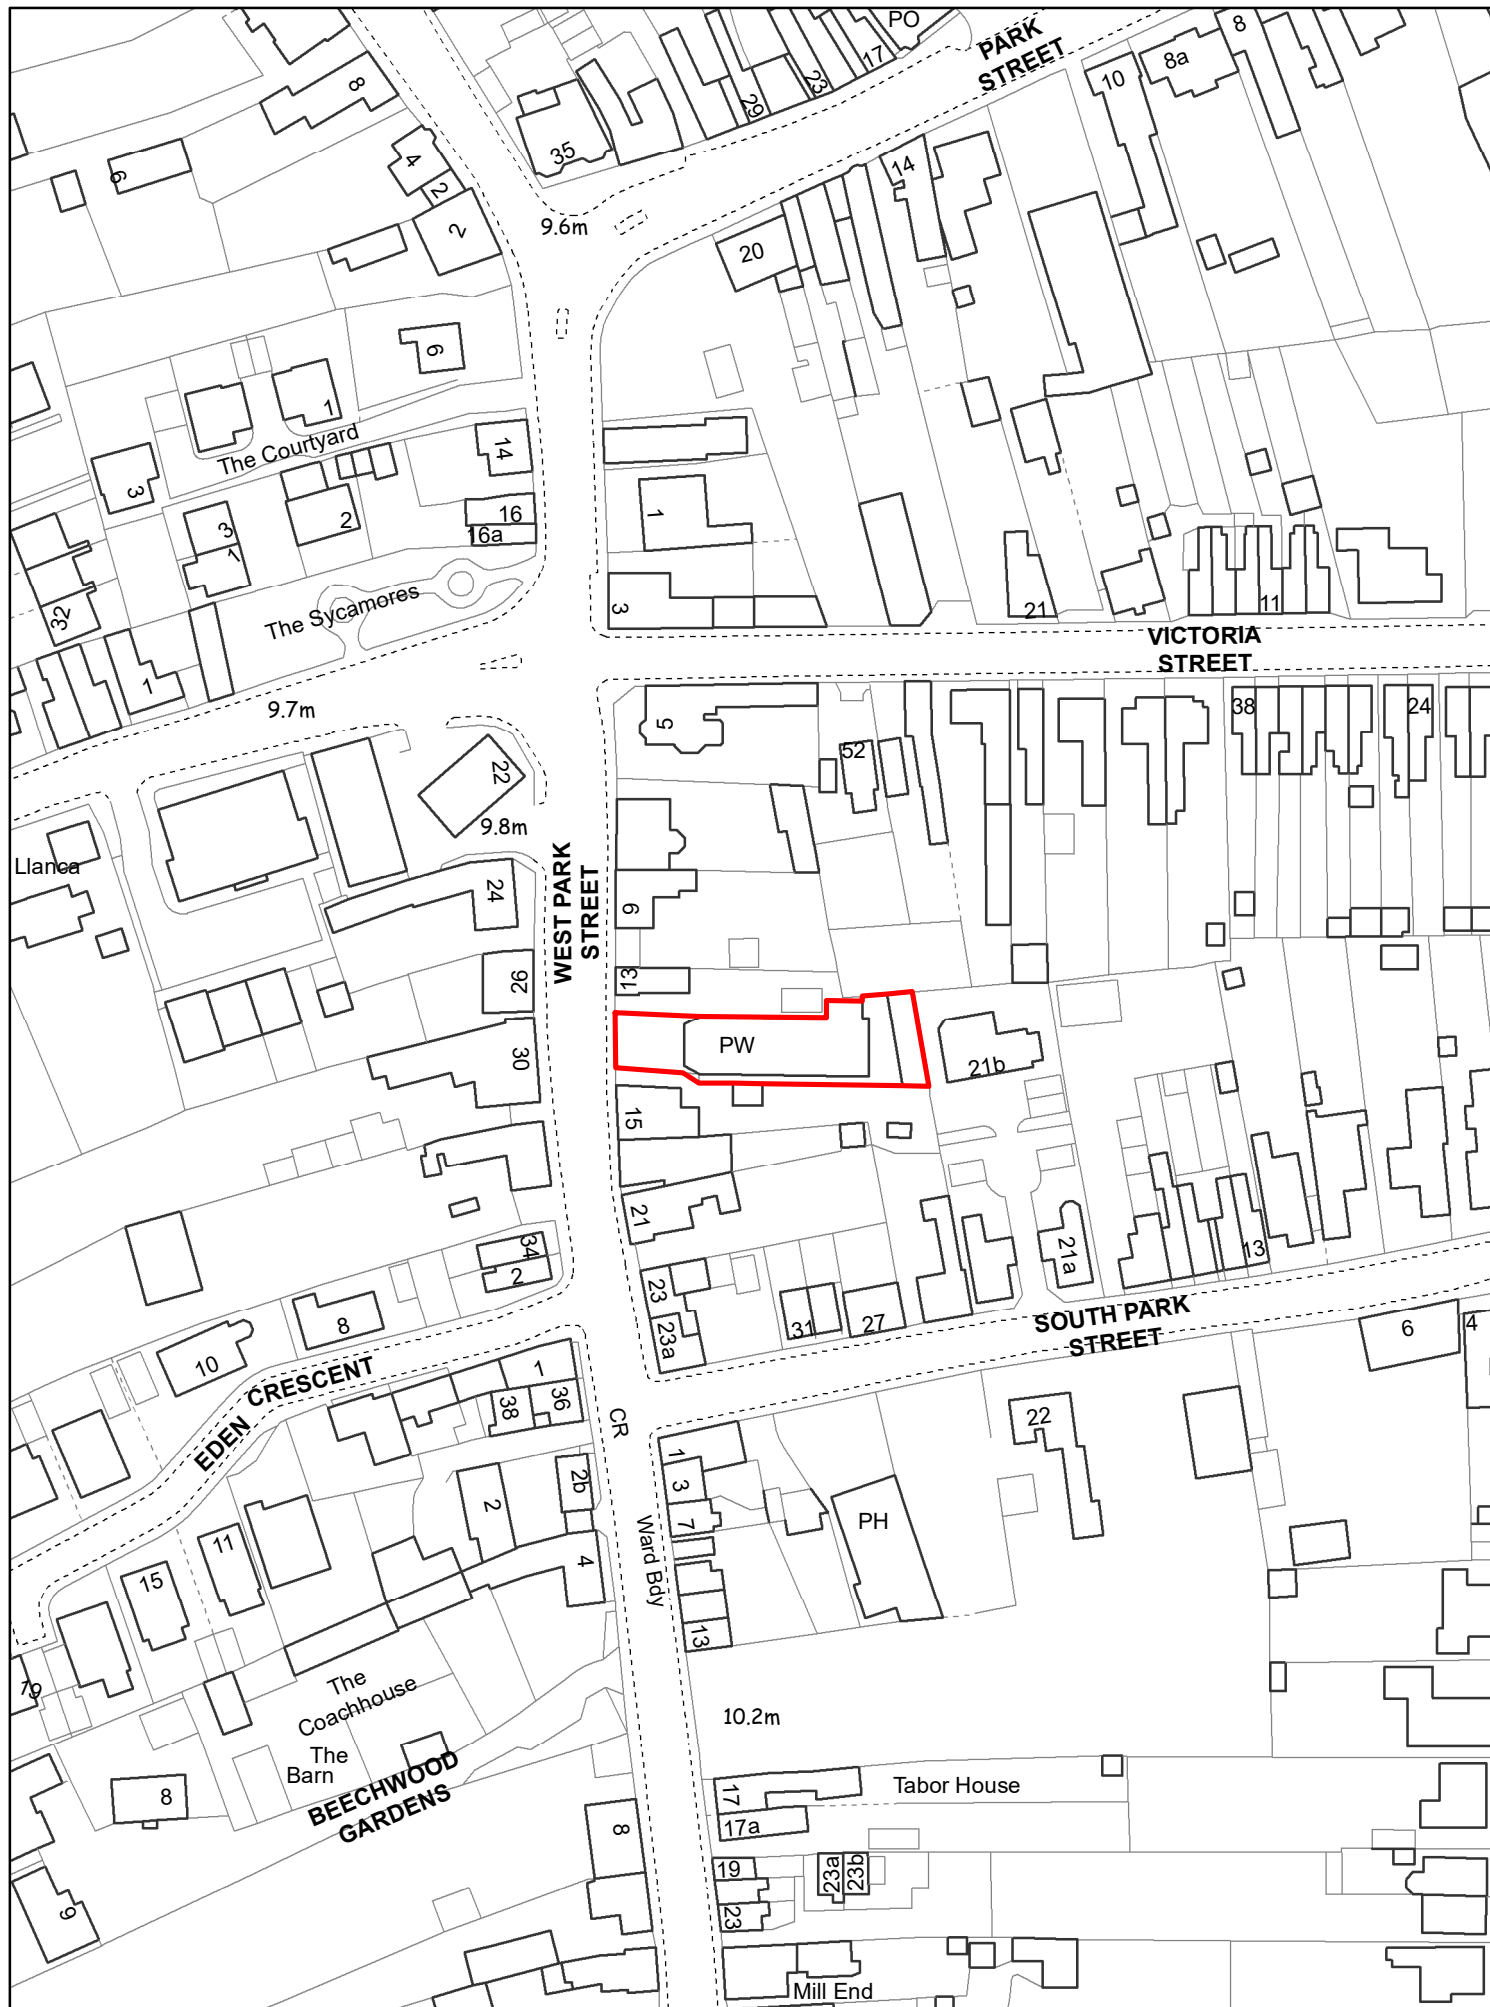 PO
PARK
STREET
8
8a
10
17
23
29
35
8
4
2
2
6
14
9.6m
20
6
1
The Courtyard
14
3
2
16
16a
1
3
1
32
The Sycamores
3
21
11
VICTORIA
STREET
1
9.7m
5
38
24
52
22
9.8m
Llanca
WEST PARK
STREET
24
9
26
13
PW
30
21b
15
21
34
2
21a
13
23
8
23a
31
27
SOUTH PARK
STREET
6
4
10
EDEN
CRESCENT
1
38
36
CR
22
1
3
2
2b
7
PH
Ward Bdy
11
4
15
13
19
The
Coachhouse
10.2m
The
Barn
BEECHWOOD
GARDENS
8
17
Tabor House
17a
8
19
23a
23b
23
9
Mill End